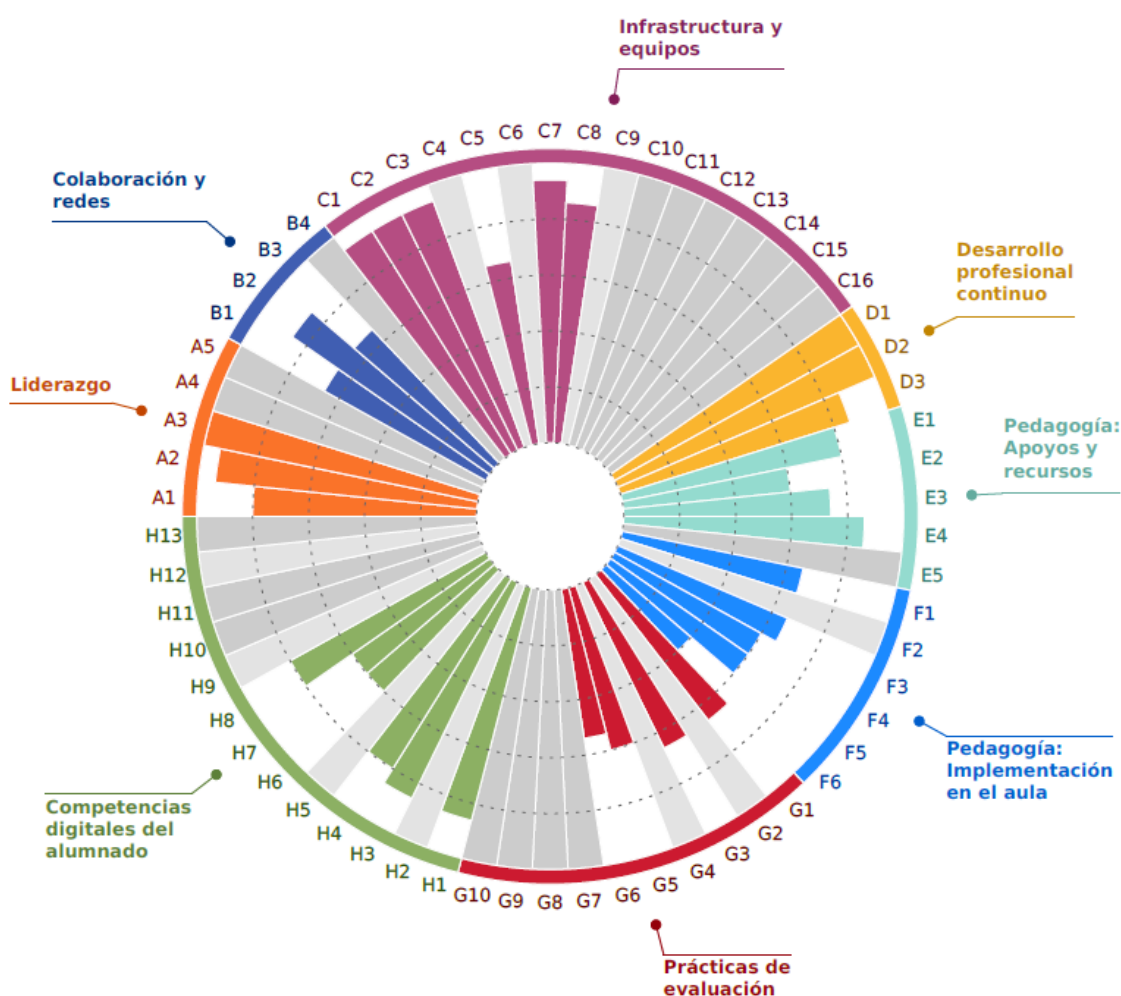 Infrastructura y
equipos
Colaboración y
redes
Desarrollo
profesional
continuo
Liderazgo
Pedagogía:
Apoyos y
recursos
Pedagogía:
Implementación
en el aula
Competencias
digitales del
alumnado
Prácticas de
evaluación
A1
A2
A3
A4
A5
B1
B2
B3
B4
C1
C2
C3
C4
C5
C6
C7
C8
C9
C10
C11
C12
C13
C14
C15
C16
D1
D2
D3
E1
E2
E3
E4
E5
F1
F2
F3
F4
F5
F6
G1
G2
G3
G4
G5
G6
G7
G8
G9
G10
H1
H2
H3
H4
H5
H6
H7
H8
H9
H10
H11
H12
H13